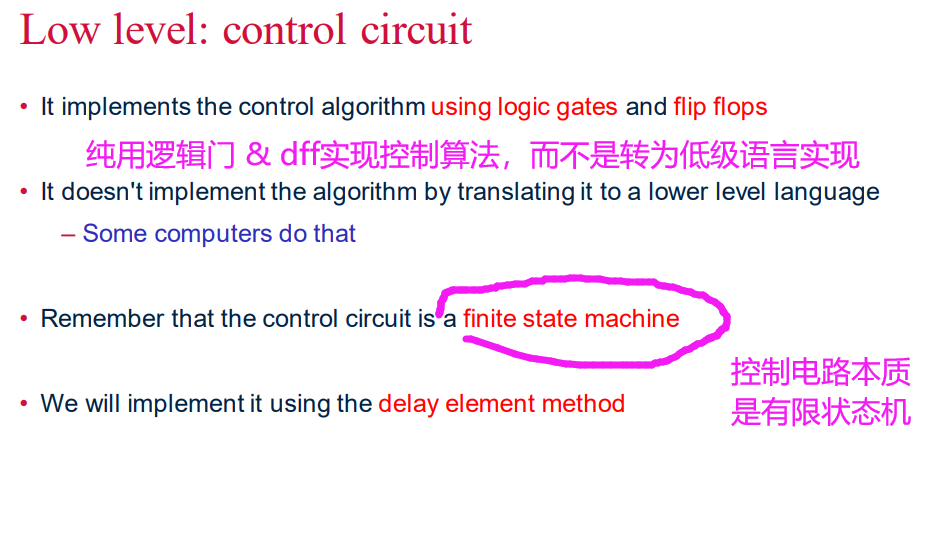 Low level: control circuit
• It implements the control algorithm using logic gates and flip flops
纯用逻辑门 & dff实现控制算法，而不是转为低级语言实现
• It doesn't implement the algorithm by translating it to a lower level language
– Some computers do that
• Remember that the control circuit is a finite state machine
控制电路本质
是有限状态机
• We will implement it using the delay element method